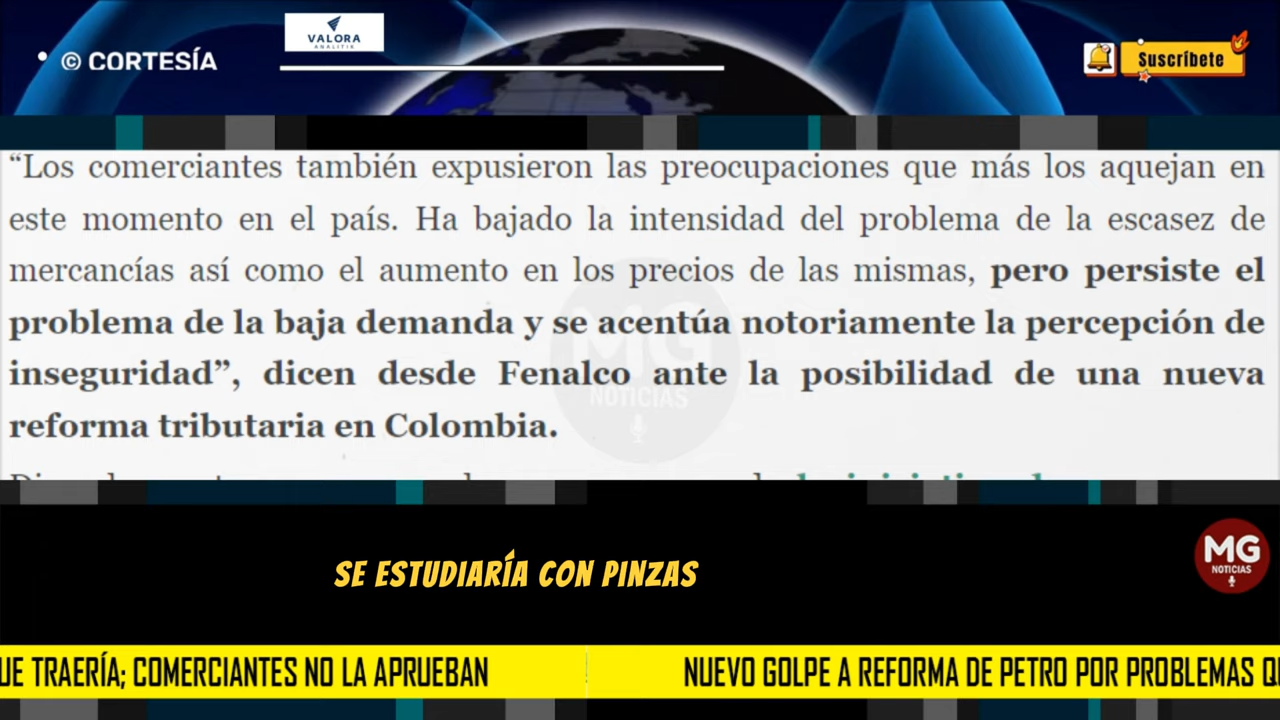 VALORA
ANALITIK
© CORTESÍA
Suscríbete
“Los comerciantes también expusieron las preocupaciones que más los aquejan en
este momento en el país. Ha bajado la intensidad del problema de la escasez de
mercancías así como el aumento en los precios de las mismas, pero persiste el
problema de la baja demanda y se acentúa notoriamente la percepción de
inseguridad”, dicen desde Fenalco ante la posibilidad de una nueva
reforma tributaria en Colombia.
MG
NOTICIAS
SE ESTUDIARÍA CON PINZAS
MG
NOTICIAS
UE TRAERÍA; COMERCIANTES NO LA APRUEBAN
NUEVO GOLPE A REFORMA DE PETRO POR PROBLEMAS QU